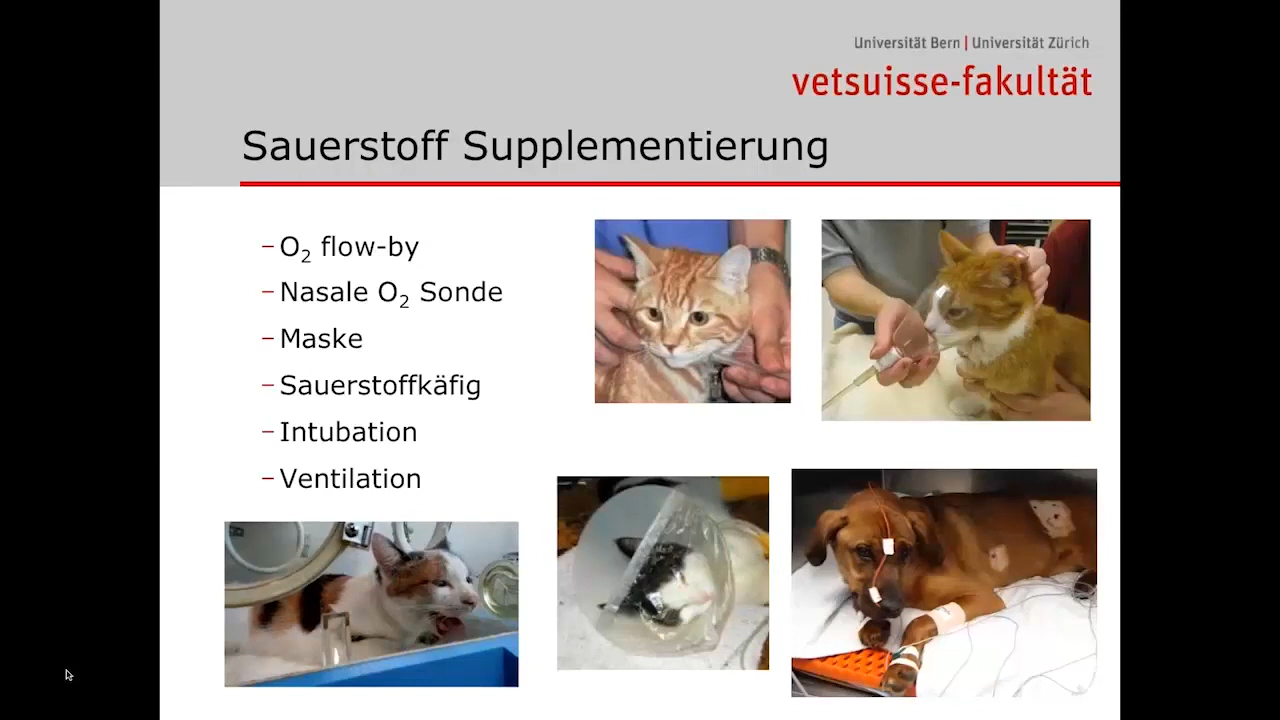 Universität Bern | Universität Zürich
vetsuisse-fakultät
Sauerstoff Supplementierung
– O₂ flow-by
– Nasale O₂ Sonde
– Maske
– Sauerstoffkäfig
– Intubation
– Ventilation